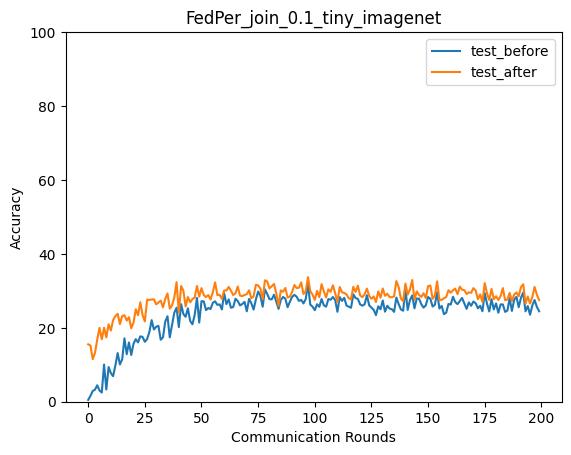 FedPer_join_0.1_tiny_imagenet
test_before
test_after
100
80
60
40
20
0
Accuracy
0 25 50 75 100 125 150 175 200
Communication Rounds